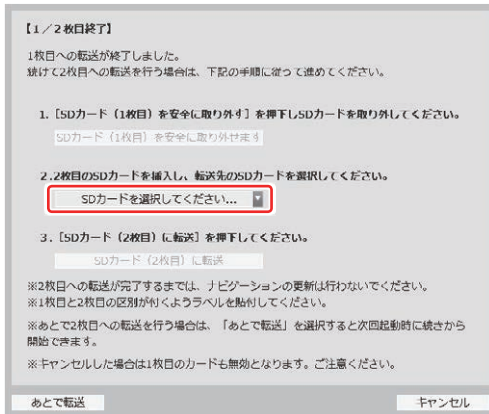 【1／2枚目終了】
1枚目への転送が終了しました。
続けて2枚目への転送を行う場合は、下記の手順に従って進めてください。
1．［SDカード（1枚目）を安全に取り外す］を押下しSDカードを取り外してください。
SDカード（1枚目）を安全に取り外せます
2.2枚目のSDカードを挿入し、転送先のSDカードを選択してください。
SDカードを選択してください...
3．［SDカード（2枚目）に転送］を押下してください。
SDカード（2枚目）に転送
※2枚目への転送が完了するまでは、ナビゲーションの更新は行わないでください。
※1枚目と2枚目の区別が付くようラベルを貼付してください。
※あとで2枚目への転送を行う場合は、「あとで転送」を選択すると次回起動時に続きから
開始できます。
※キャンセルした場合は1枚目のカードも無効となります。ご注意ください。
あとで転送
キャンセル